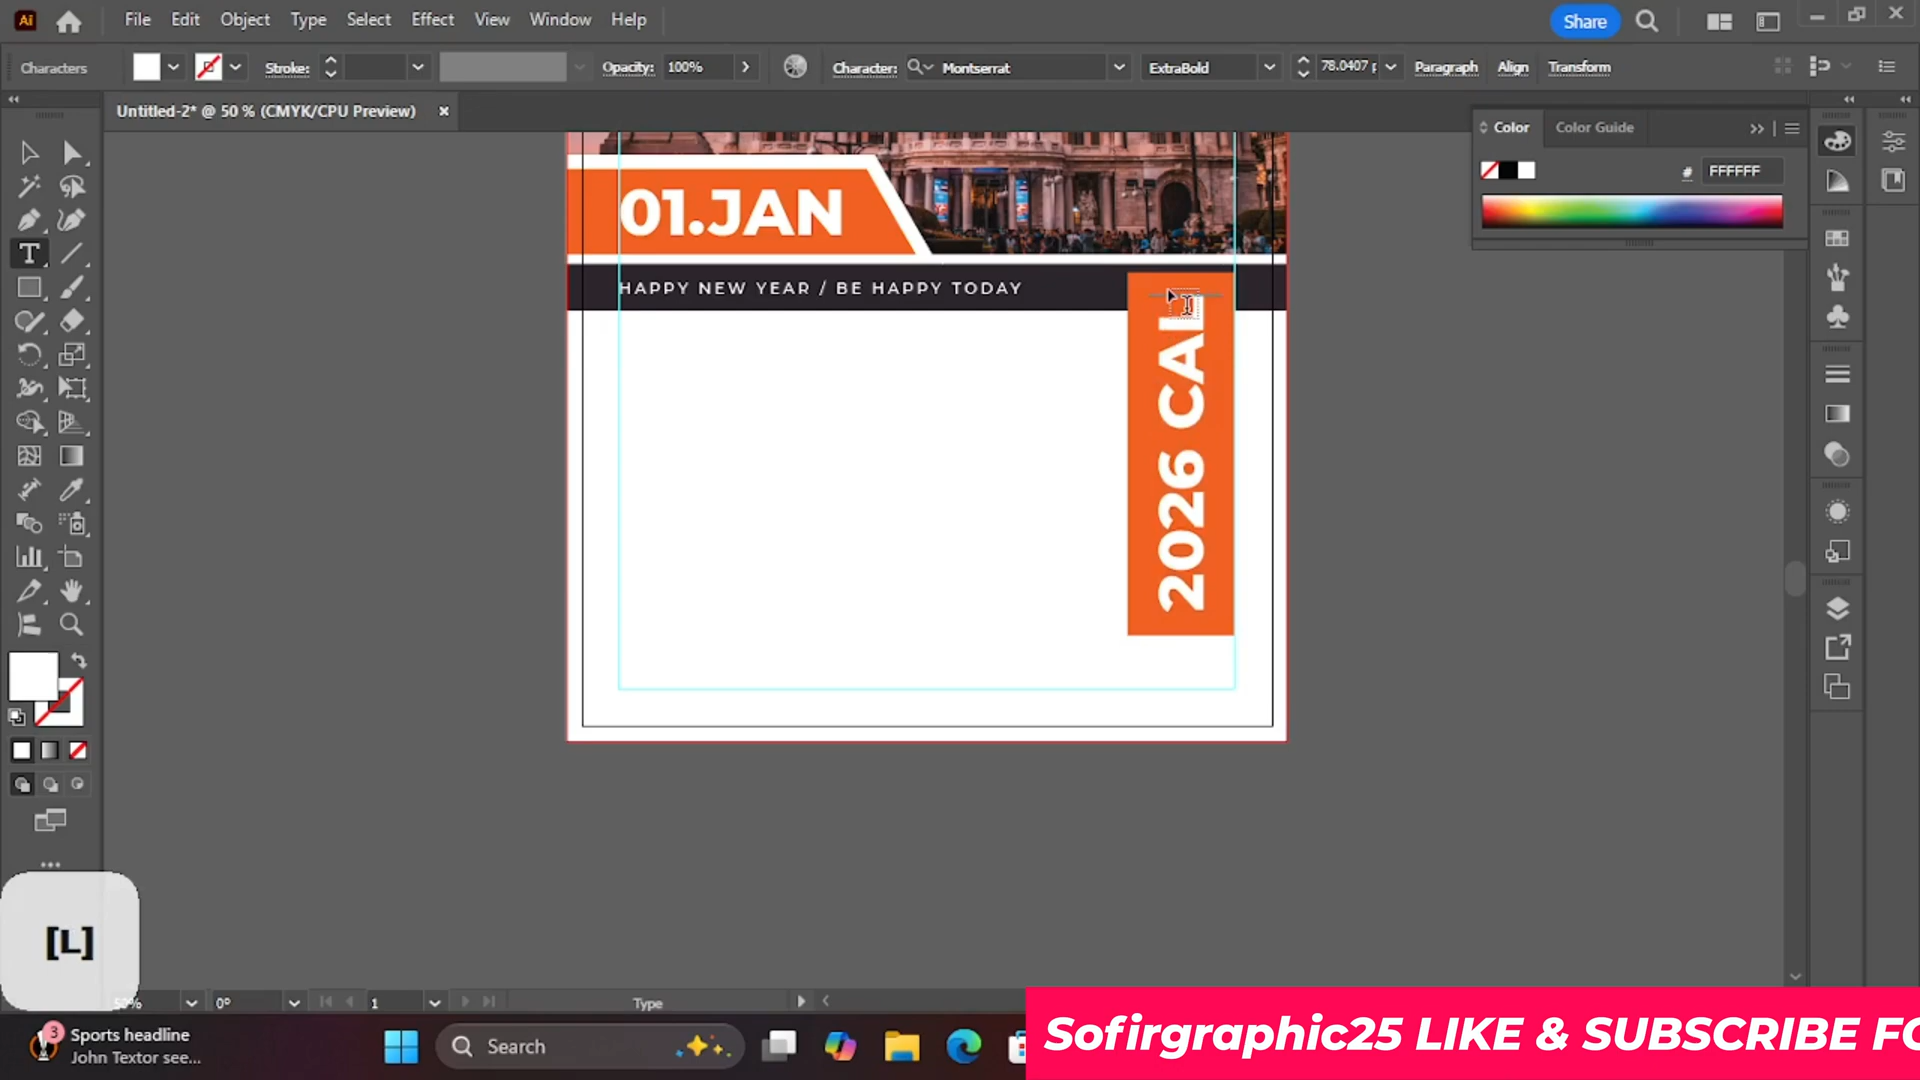 Ai
File Edit Object Type Select Effect View Window Help
Share
Characters
Stroke:
Opacity: 100%
Character: Montserrat
ExtraBold
78.0407 p
Paragraph Align Transform
Untitled-2* @ 50 % (CMYK/CPU Preview)
Color Color Guide
# FFFFFF
01.JAN
HAPPY NEW YEAR / BE HAPPY TODAY
2026 CAL
T
[L]
50%
0°
1
Type
3
Sports headline
John Textor see...
Search
Sofirgraphic25 LIKE & SUBSCRIBE FO